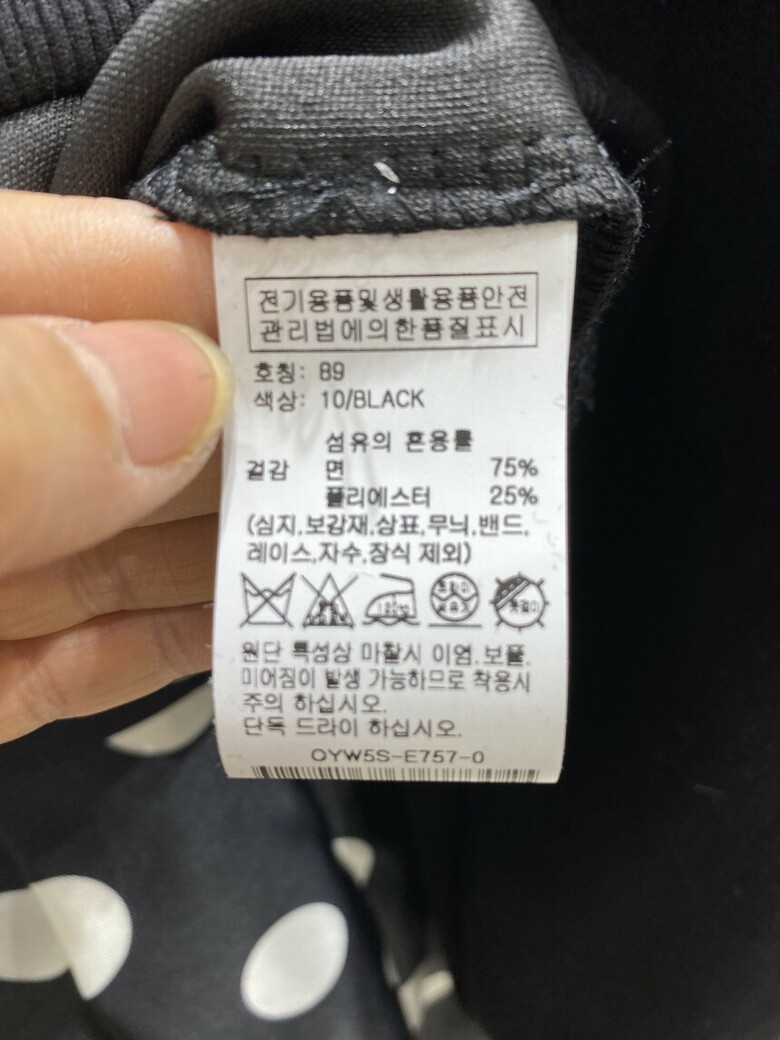 전기용품및생활용품안전
관리법에의한품질표시
호칭: 89
색상: 10/BLACK
섬유의 혼용률
겉감 면 75%
폴리에스터 25%
(심지,보강재,상표,무늬,밴드,
레이스,자수,장식 제외)
원단 특성상 마찰시 이염,보풀,
미어짐이 발생 가능하므로 착용시
주의 하십시오.
단독 드라이 하십시오.
OYW5S-E757-0